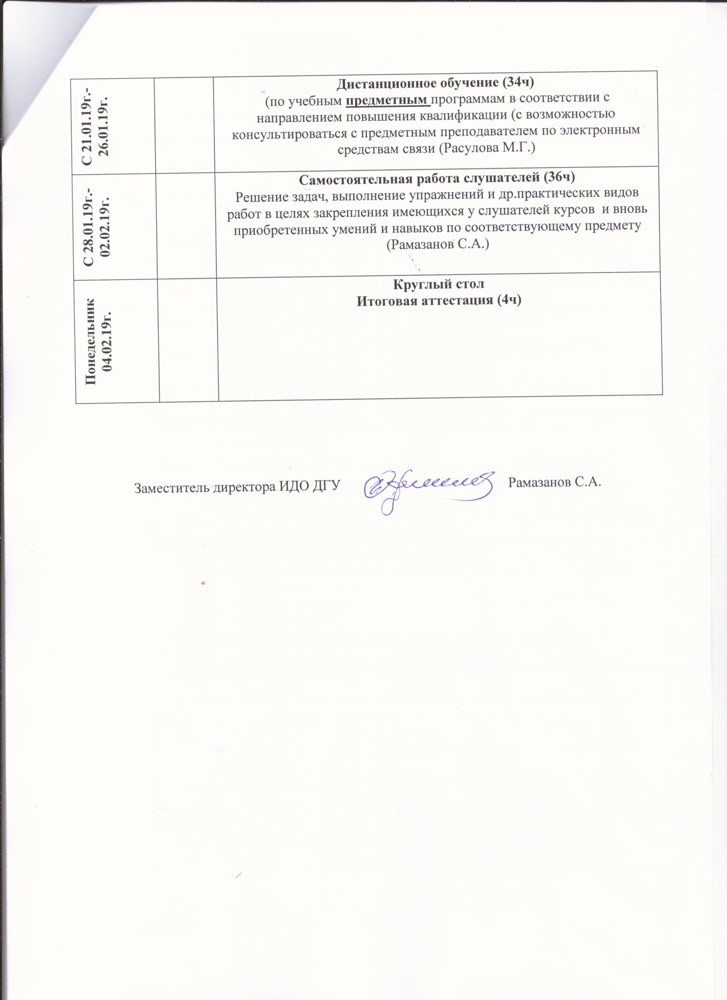 С 21.01.19г.-
26.01.19г.
Дистанционное обучение (34ч)
(по учебным предметным программам в соответствии с
направлением повышения квалификации (с возможностью
консультироваться с предметным преподавателем по электронным
средствам связи (Расулова М.Г.)
С 28.01.19г.-
02.02.19г.
Самостоятельная работа слушателей (36ч)
Решение задач, выполнение упражнений и др.практических видов
работ в целях закрепления имеющихся у слушателей курсов и вновь
приобретенных умений и навыков по соответствующему предмету
(Рамазанов С.А.)
Понедельник
04.02.19г.
Круглый стол
Итоговая аттестация (4ч)
Заместитель директора ИДО ДГУ Рамазанов С.А.